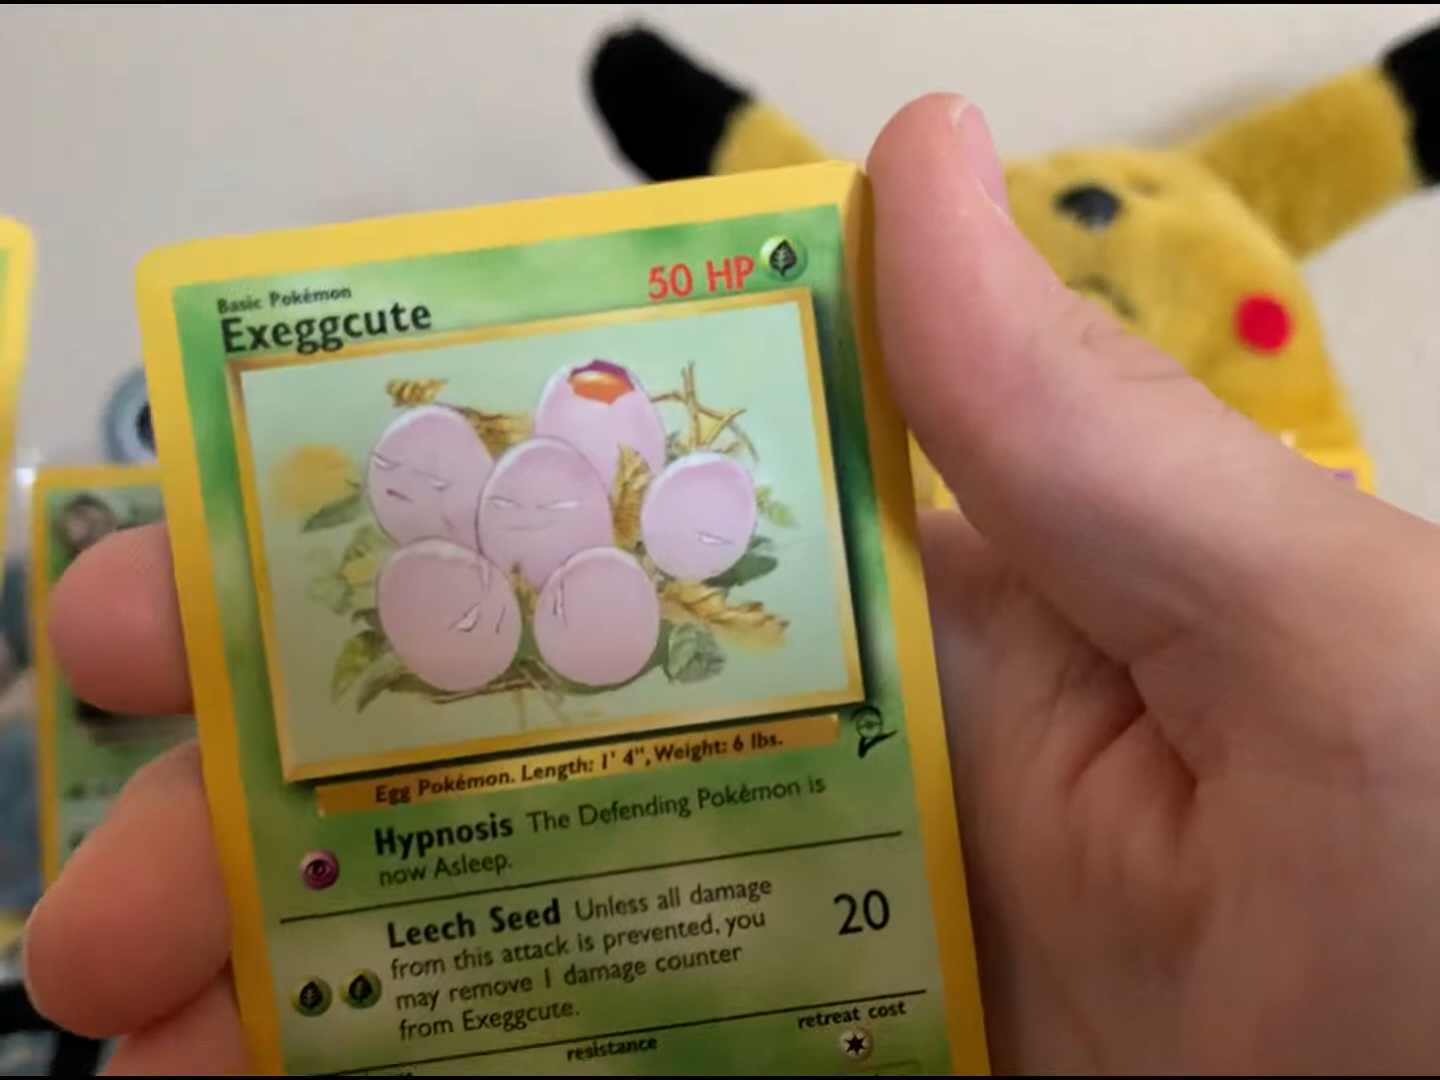 Basic Pokémon
Exeggcute
50 HP
Egg Pokémon. Length: 1' 4", Weight: 6 lbs.
Hypnosis The Defending Pokémon is
now Asleep.
Leech Seed Unless all damage
from this attack is prevented, you
may remove 1 damage counter
from Exeggcute.
20
resistance
retreat cost